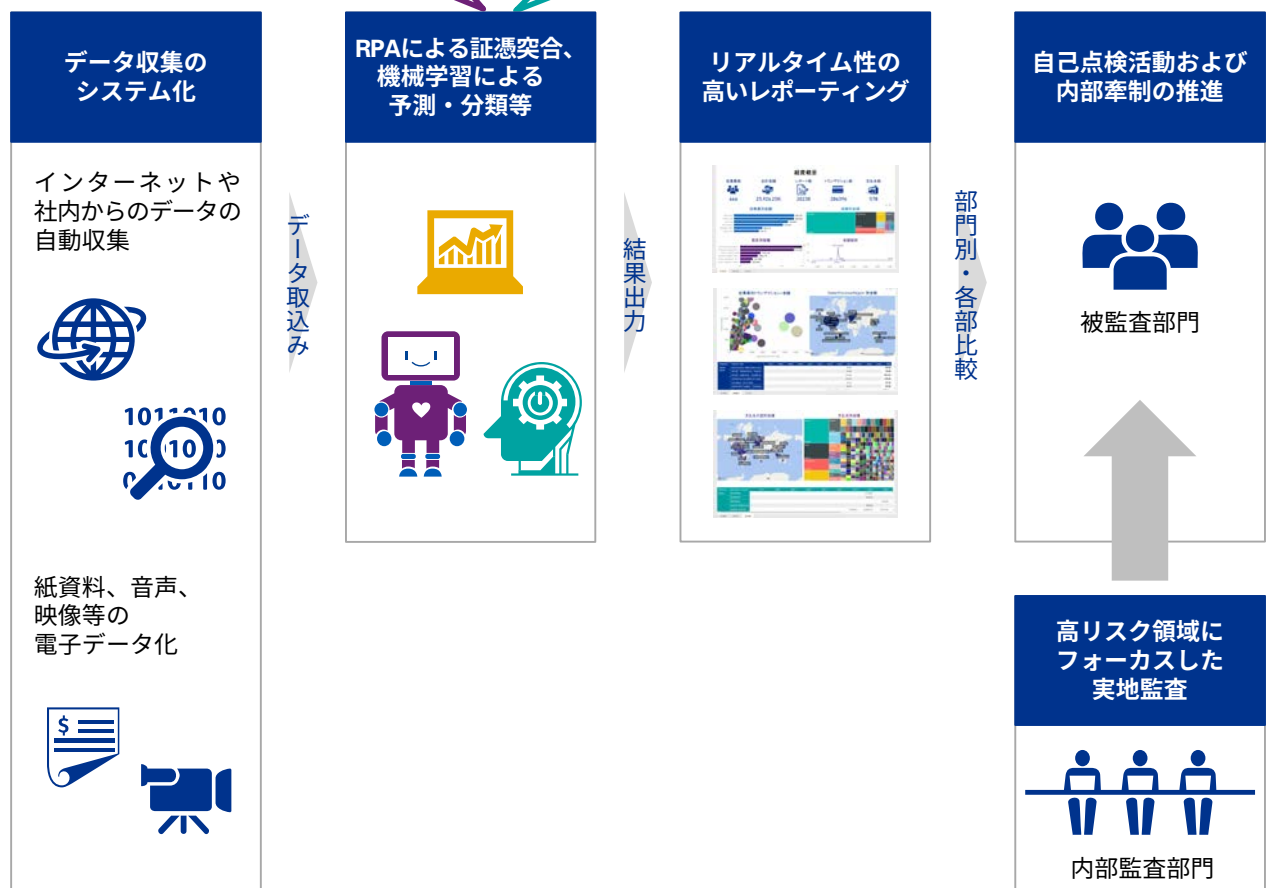 データ収集の
システム化
インターネットや
社内からのデータの
自動収集
1011010
紙資料、音声、
映像等の
電子データ化
$
データ取込み
RPAによる証憑突合、
機械学習による
予測・分類等
結果出力
リアルタイム性の
高いレポーティング
部門別・各部比較
自己点検活動および
内部牽制の推進
被監査部門
高リスク領域に
フォーカスした
実地監査
内部監査部門